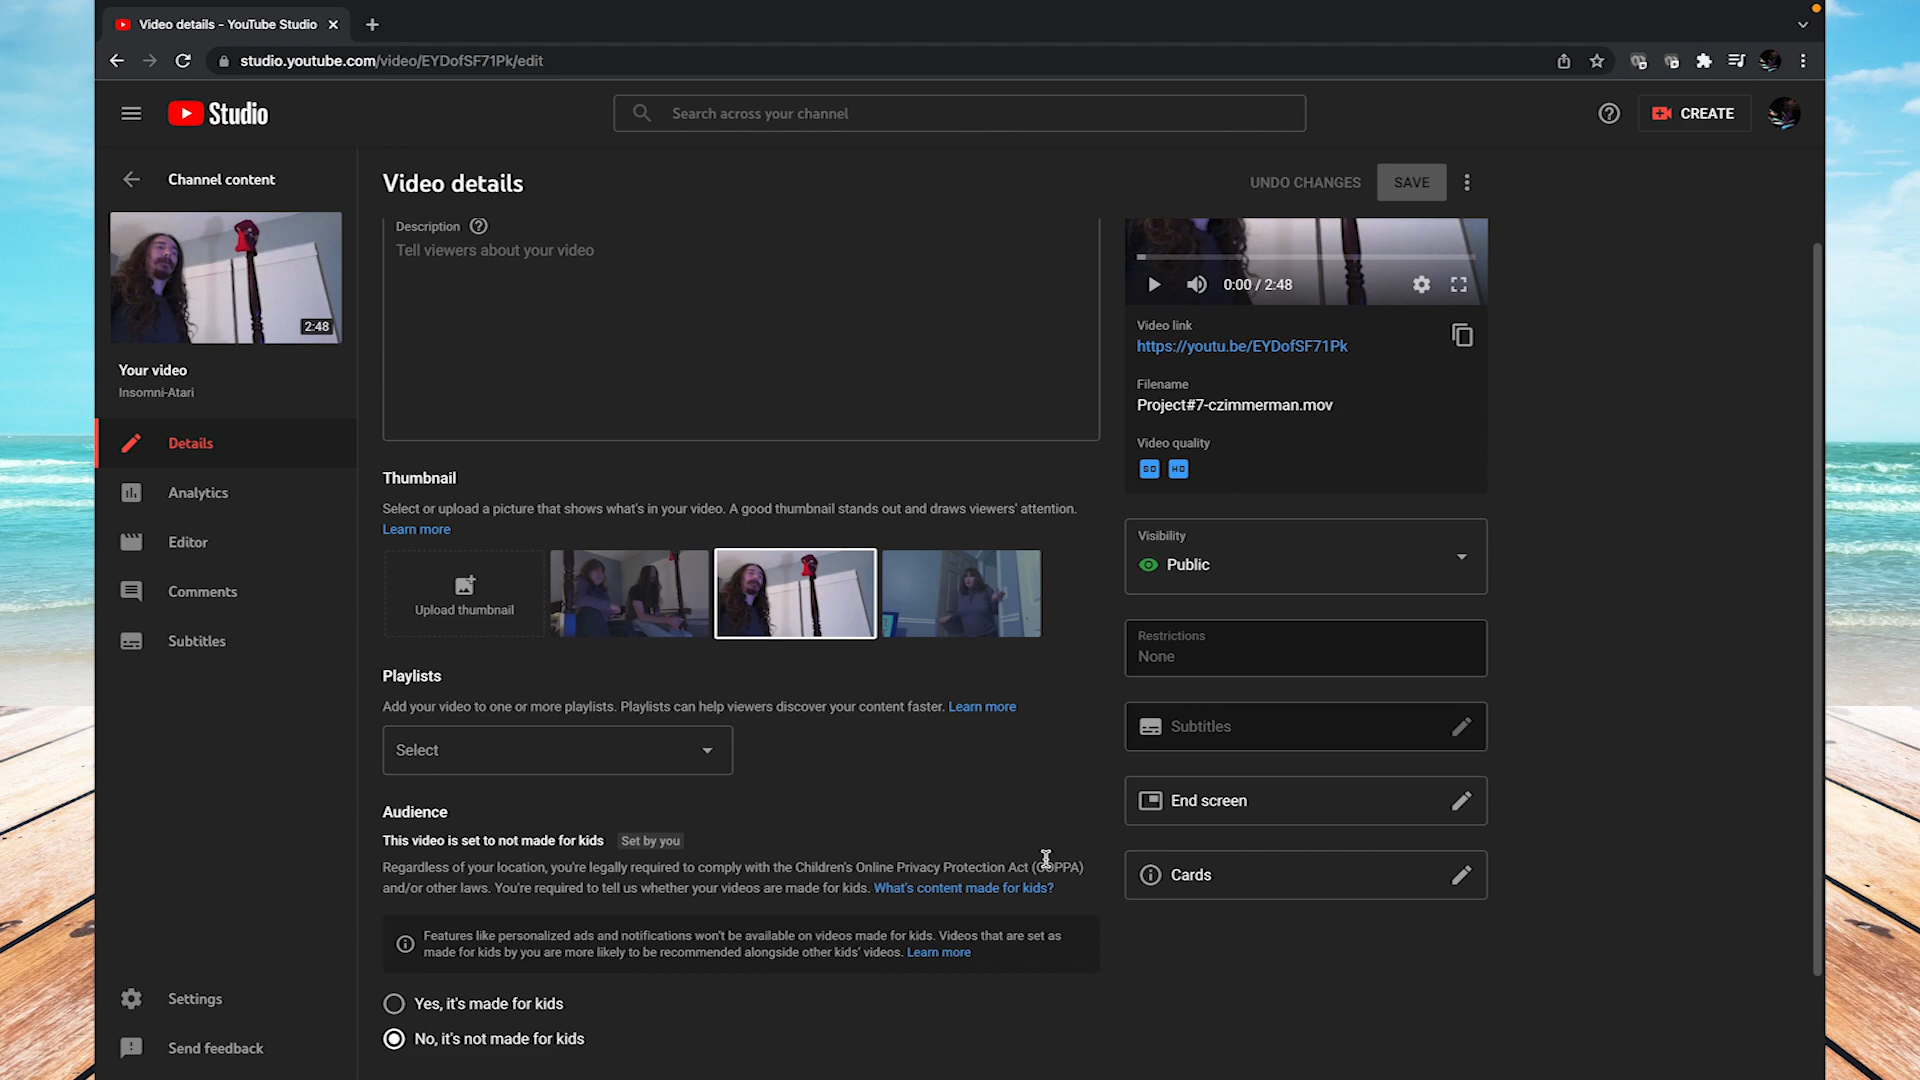 Video details - YouTube Studio
studio.youtube.com/video/EYDofSF71Pk/edit
Studio
Search across your channel
CREATE
Channel content
2:48
Your video
Insomni-Atari
Details
Analytics
Editor
Comments
Subtitles
Settings
Send feedback
Video details
UNDO CHANGES
SAVE
Description
Tell viewers about your video
Thumbnail
Select or upload a picture that shows what's in your video. A good thumbnail stands out and draws viewers' attention.
Learn more
Upload thumbnail
Playlists
Add your video to one or more playlists. Playlists can help viewers discover your content faster. Learn more
Select
Audience
This video is set to not made for kids Set by you
Regardless of your location, you're legally required to comply with the Children's Online Privacy Protection Act (COPPA)
and/or other laws. You're required to tell us whether your videos are made for kids. What's content made for kids?
Features like personalized ads and notifications won't be available on videos made for kids. Videos that are set as
made for kids by you are more likely to be recommended alongside other kids' videos. Learn more
Yes, it's made for kids
No, it's not made for kids
0:00 / 2:48
Video link
https://youtu.be/EYDofSF71Pk
Filename
Project#7-czimmerman.mov
Video quality
SD HD
Visibility
Public
Restrictions
None
Subtitles
End screen
Cards